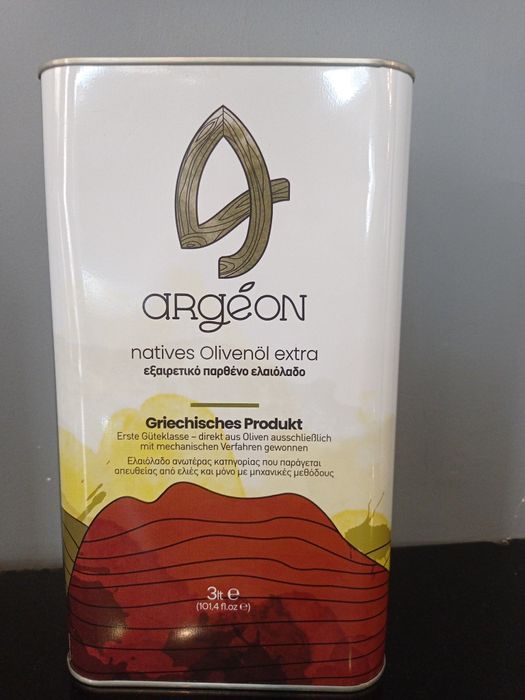 argéon
natives Olivenöl extra
εξαιρετικό παρθένο ελαιόλαδο
Griechisches Produkt
Erste Güteklasse – direkt aus Oliven ausschließlich
mit mechanischen Verfahren gewonnen
Ελαιόλαδο ανωτέρας κατηγορίας που παράγεται
απευθείας από ελιές και μόνο με μηχανικές μεθόδους
3lt ℮
(101,4 fl.oz ℮)